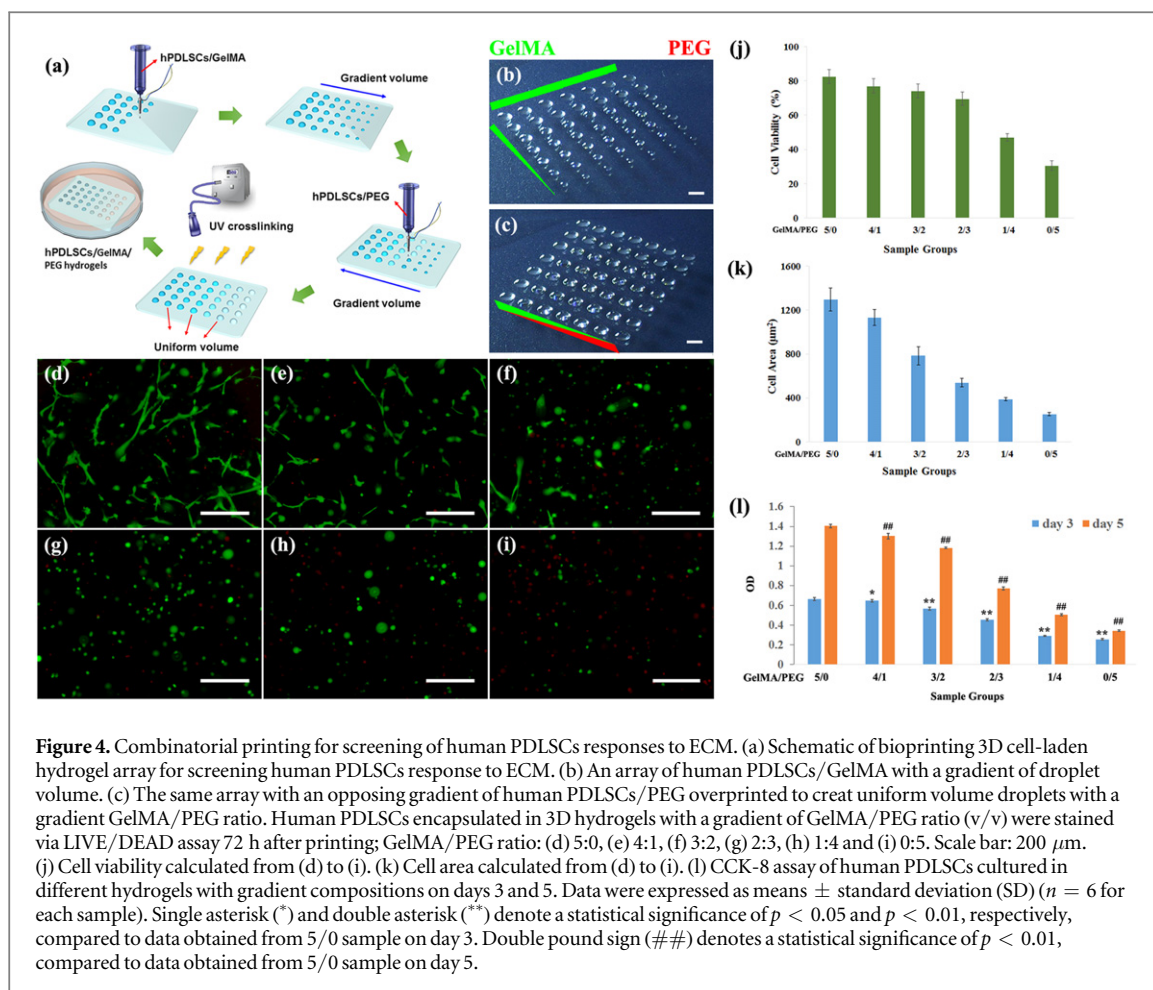 (a)
hPDLSCs/GelMA
Gradient volume
hPDLSCs/PEG
UV crosslinking
hPDLSCs/GelMA/
PEG hydrogels
Gradient volume
Uniform volume
GelMA
PEG
(b)
(c)
(d)
(e)
(f)
(g)
(h)
(i)
(j)
100
80
60
40
20
0
Cell Viability
(%)
GelMA/PEG 5/0 4/1 3/2 2/3 1/4 0/5
Sample Groups
(k)
1600
1200
800
400
0
Cell Area (μm²)
GelMA/PEG 5/0 4/1 3/2 2/3 1/4 0/5
Sample Groups
(l)
1.6
1.4
1.2
1
0.8
0.6
0.4
0.2
0
OD
day 3 day 5
##
##
*
**
##
**
##
**
##
**
GelMA/PEG 5/0 4/1 3/2 2/3 1/4 0/5
Sample Groups
Figure 4. Combinatorial printing for screening of human PDLSCs responses to ECM. (a) Schematic of bioprinting 3D cell-laden
hydrogel array for screening human PDLSCs response to ECM. (b) An array of human PDLSCs/GelMA with a gradient of droplet
volume. (c) The same array with an opposing gradient of human PDLSCs/PEG overprinted to creat uniform volume droplets with a
gradient GelMA/PEG ratio. Human PDLSCs encapsulated in 3D hydrogels with a gradient of GelMA/PEG ratio (v/v) were stained
via LIVE/DEAD assay 72 h after printing; GelMA/PEG ratio: (d) 5:0, (e) 4:1, (f) 3:2, (g) 2:3, (h) 1:4 and (i) 0:5. Scale bar: 200 μm.
(j) Cell viability calculated from (d) to (i). (k) Cell area calculated from (d) to (i). (l) CCK-8 assay of human PDLSCs cultured in
different hydrogels with gradient compositions on days 3 and 5. Data were expressed as means ± standard deviation (SD) (n = 6 for
each sample). Single asterisk (*) and double asterisk (**) denote a statistical significance of p < 0.05 and p < 0.01, respectively,
compared to data obtained from 5/0 sample on day 3. Double pound sign (##) denotes a statistical significance of p < 0.01,
compared to data obtained from 5/0 sample on day 5.